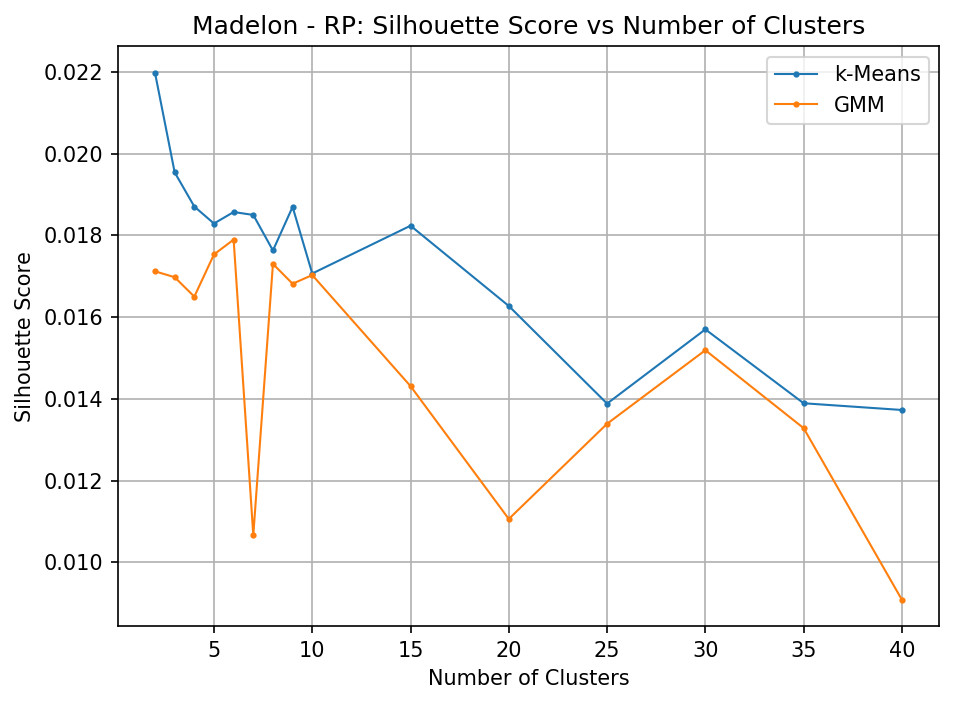 Madelon - RP: Silhouette Score vs Number of Clusters
k-Means
GMM
Silhouette Score
0.022
0.020
0.018
0.016
0.014
0.012
0.010
5 10 15 20 25 30 35 40
Number of Clusters